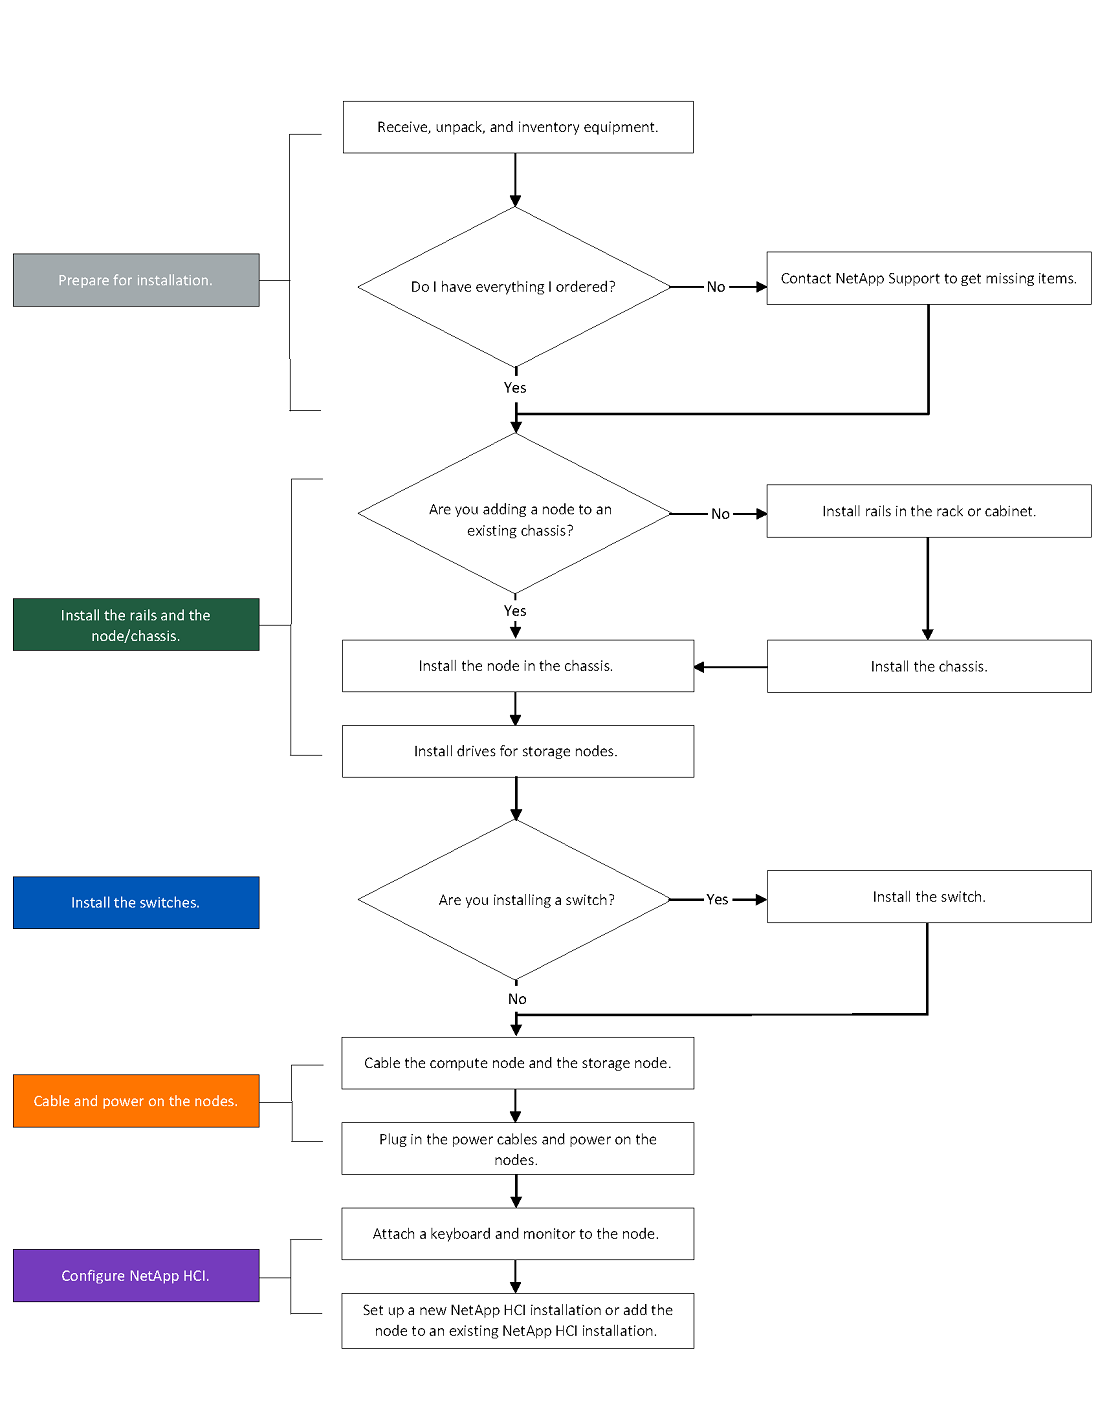 Receive, unpack, and inventory equipment.
Prepare for installation.
Do I have everything I ordered?
No
Contact NetApp Support to get missing items.
Yes
Are you adding a node to an
existing chassis?
No
Install rails in the rack or cabinet.
Yes
Install the rails and the
node/chassis.
Install the node in the chassis.
Install the chassis.
Install drives for storage nodes.
Install the switches.
Are you installing a switch?
Yes
Install the switch.
No
Cable the compute node and the storage node.
Cable and power on the nodes.
Plug in the power cables and power on the
nodes.
Attach a keyboard and monitor to the node.
Configure NetApp HCI.
Set up a new NetApp HCI installation or add the
node to an existing NetApp HCI installation.